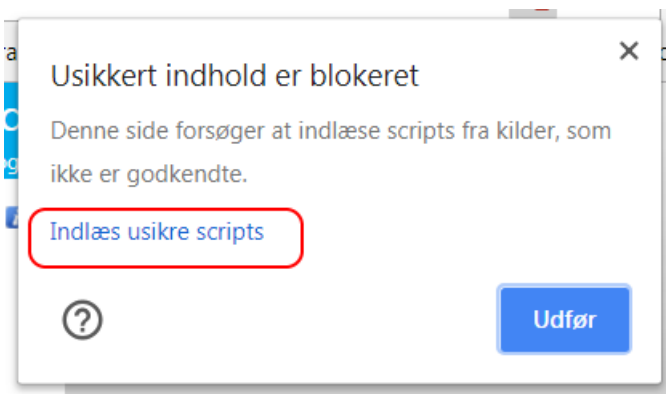 Usikkert indhold er blokeret
Denne side forsøger at indlæse scripts fra kilder, som
ikke er godkendte.
Indlæs usikre scripts
Udfør